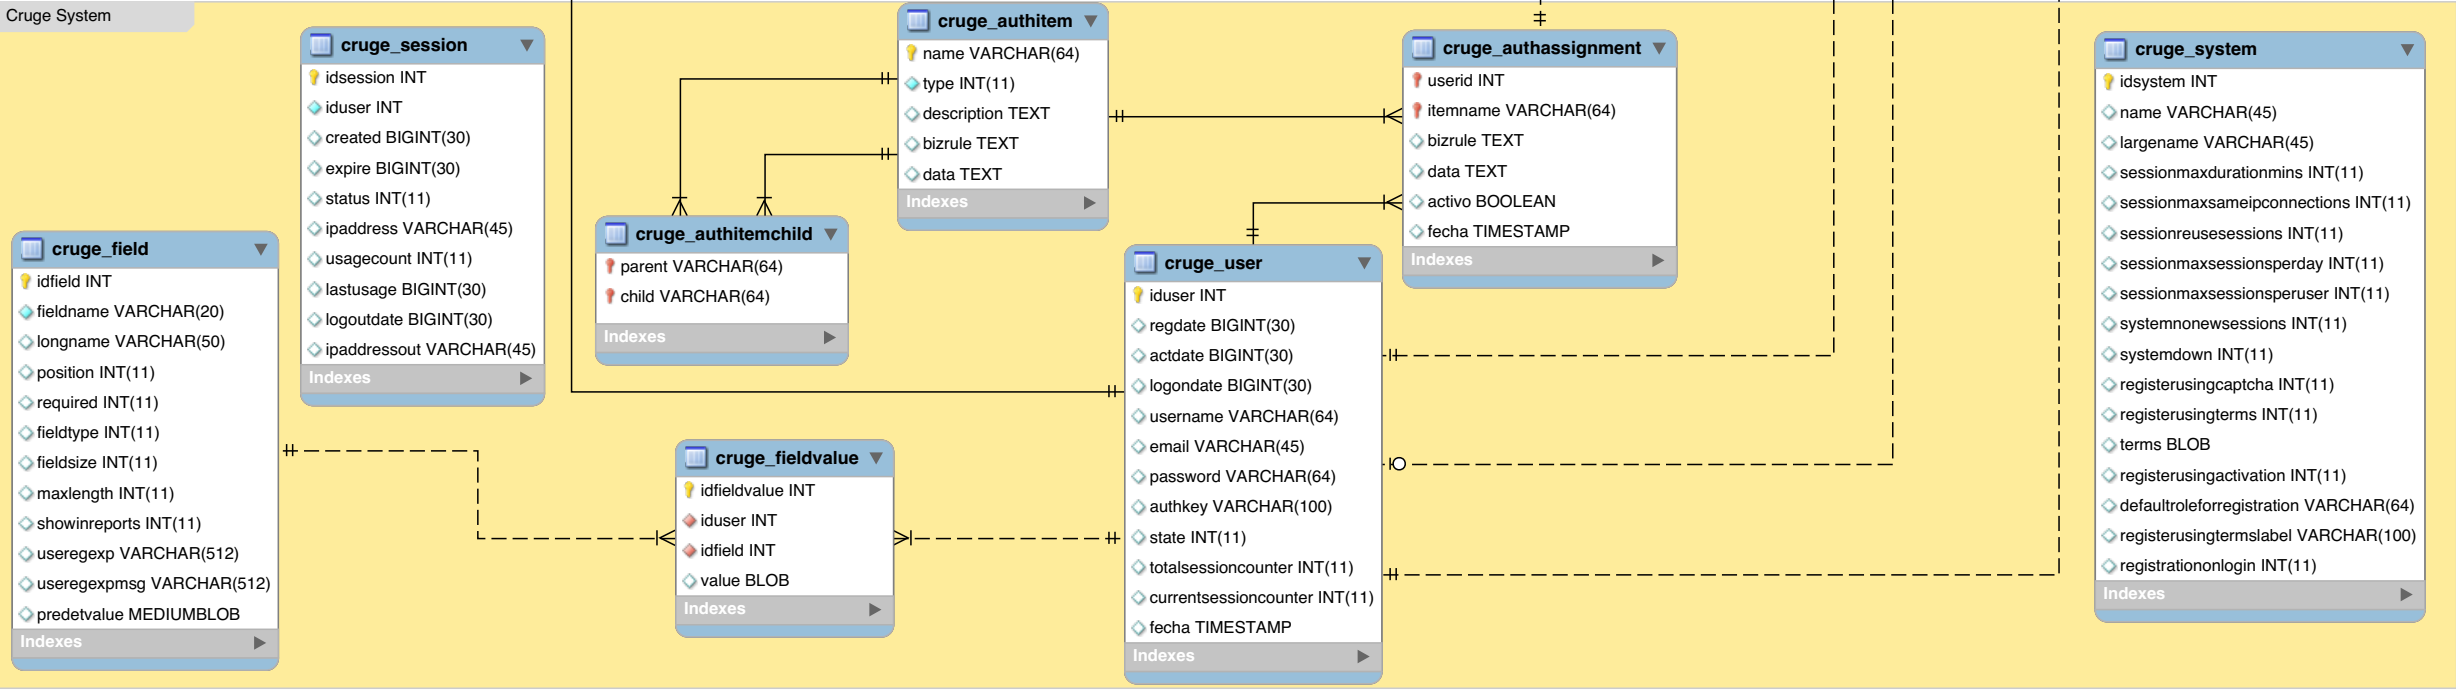 Cruge System
cruge_session
idsession INT
iduser INT
created BIGINT(30)
expire BIGINT(30)
status INT(11)
ipaddress VARCHAR(45)
usagecount INT(11)
lastusage BIGINT(30)
logoutdate BIGINT(30)
ipaddressout VARCHAR(45)
Indexes
cruge_field
idfield INT
fieldname VARCHAR(20)
longname VARCHAR(50)
position INT(11)
required INT(11)
fieldtype INT(11)
fieldsize INT(11)
maxlength INT(11)
showinreports INT(11)
useregexp VARCHAR(512)
useregexpmsg VARCHAR(512)
predetvalue MEDIUMBLOB
Indexes
cruge_authitem
name VARCHAR(64)
type INT(11)
description TEXT
bizrule TEXT
data TEXT
Indexes
cruge_authitemchild
parent VARCHAR(64)
child VARCHAR(64)
Indexes
cruge_fieldvalue
idfieldvalue INT
iduser INT
idfield INT
value BLOB
Indexes
cruge_authassignment
userid INT
itemname VARCHAR(64)
bizrule TEXT
data TEXT
activo BOOLEAN
fecha TIMESTAMP
Indexes
cruge_user
iduser INT
regdate BIGINT(30)
actdate BIGINT(30)
logondate BIGINT(30)
username VARCHAR(64)
email VARCHAR(45)
password VARCHAR(64)
authkey VARCHAR(100)
state INT(11)
totalsessioncounter INT(11)
currentsessioncounter INT(11)
fecha TIMESTAMP
Indexes
cruge_system
idsystem INT
name VARCHAR(45)
largename VARCHAR(45)
sessionmaxdurationmins INT(11)
sessionmaxsameipconnections INT(11)
sessionreusesessions INT(11)
sessionmaxsessionsperday INT(11)
sessionmaxsessionsperuser INT(11)
systemnonewsessions INT(11)
systemdown INT(11)
registerusingcaptcha INT(11)
registerusingterms INT(11)
terms BLOB
registerusingactivation INT(11)
defaultroleforregistration VARCHAR(64)
registerusingtermslabel VARCHAR(100)
registrationonlogin INT(11)
Indexes